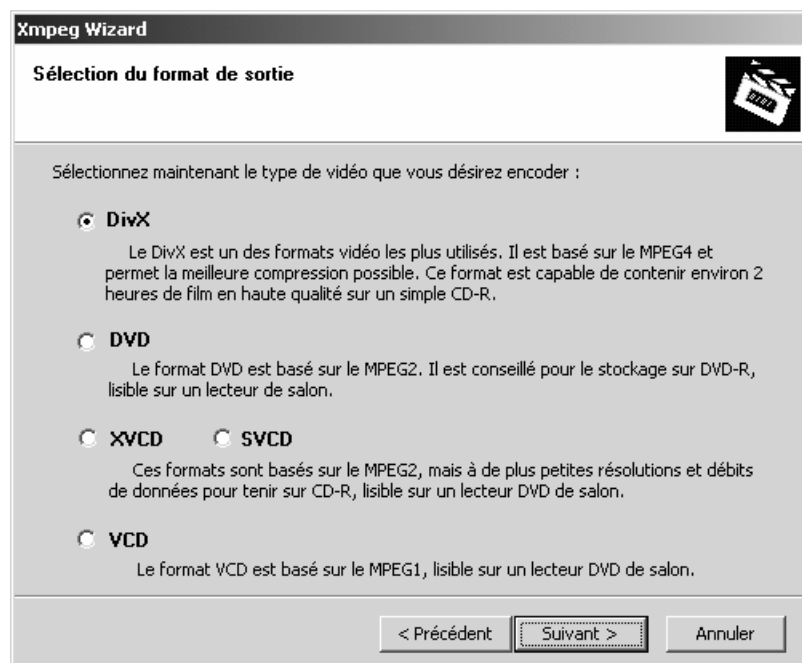 Xmpeg Wizard
Sélection du format de sortie
Sélectionnez maintenant le type de vidéo que vous désirez encoder :
DivX
Le DivX est un des formats vidéo les plus utilisés. Il est basé sur le MPEG4 et
permet la meilleure compression possible. Ce format est capable de contenir environ 2
heures de film en haute qualité sur un simple CD-R.
DVD
Le format DVD est basé sur le MPEG2. Il est conseillé pour le stockage sur DVD-R,
lisible sur un lecteur de salon.
XVCD SVCD
Ces formats sont basés sur le MPEG2, mais à de plus petites résolutions et débits
de données pour tenir sur CD-R, lisible sur un lecteur DVD de salon.
VCD
Le format VCD est basé sur le MPEG1, lisible sur un lecteur DVD de salon.
< Précédent Suivant > Annuler